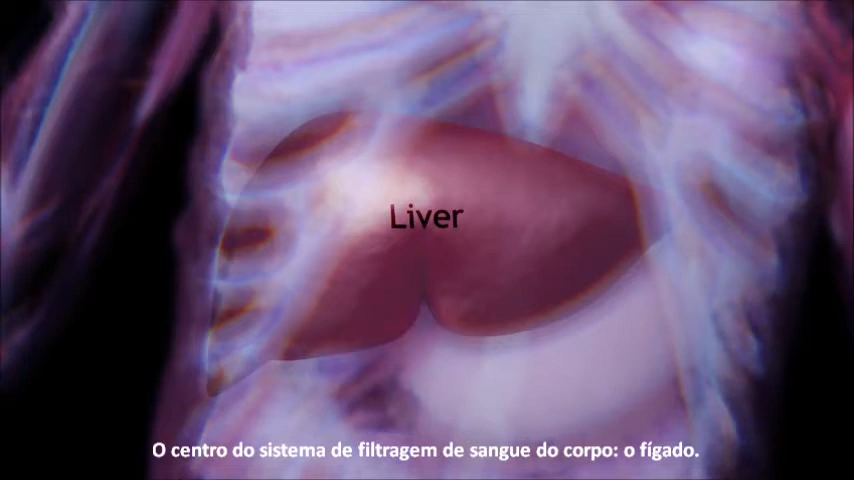 Liver
O centro do sistema de filtragem de sangue do corpo: o fígado.